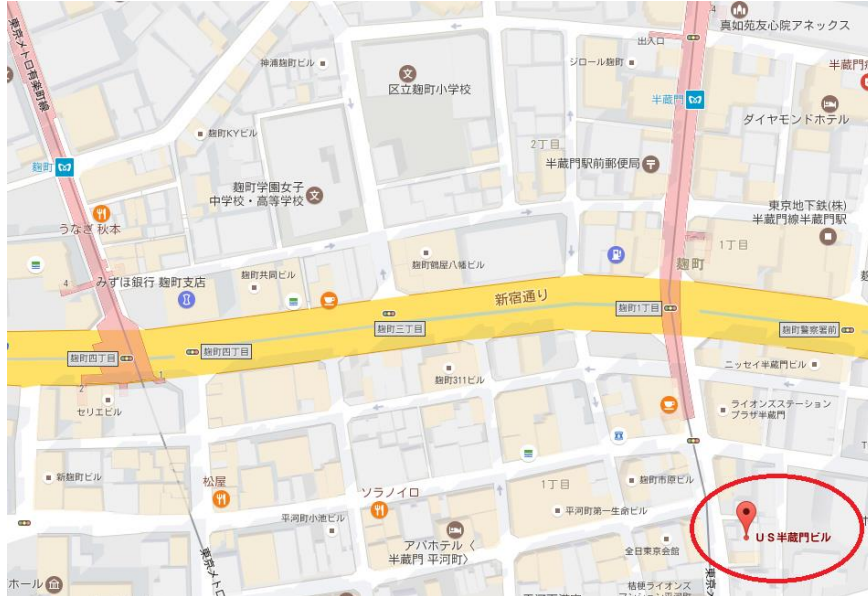 東京メトロ有楽町線
4
真如苑友心院アネックス
出入口
神浦麹町ビル
区立麹町小学校
ジロール麹町
半蔵門
ダイヤモンドホテル
麹町KYビル
2丁目
麹町
半蔵門駅前郵便局
麹町学園女子
中学校・高等学校
うなぎ 秋本
東京地下鉄(株)
半蔵門線半蔵門駅
1丁目
麹町鶴屋八幡ビル
麹町
4
みずほ銀行 麹町支店
麹町共同ビル
新宿通り
麹町1丁目
麹町三丁目
麹町警察署前
麹町四丁目
麹町四丁目
2
1
麹町311ビル
ニッセイ半蔵門ビル
セリエビル
ライオンズステーション
プラザ半蔵門
新麹町ビル
松屋
ソラノイロ
1丁目
麹町市原ビル
平河町小池ビル
平河町第一生命ビル
US半蔵門ビル
アパホテル〈
半蔵門 平河町〉
全日東京会館
東京メトロ
ホール
桔梗ライオンズ